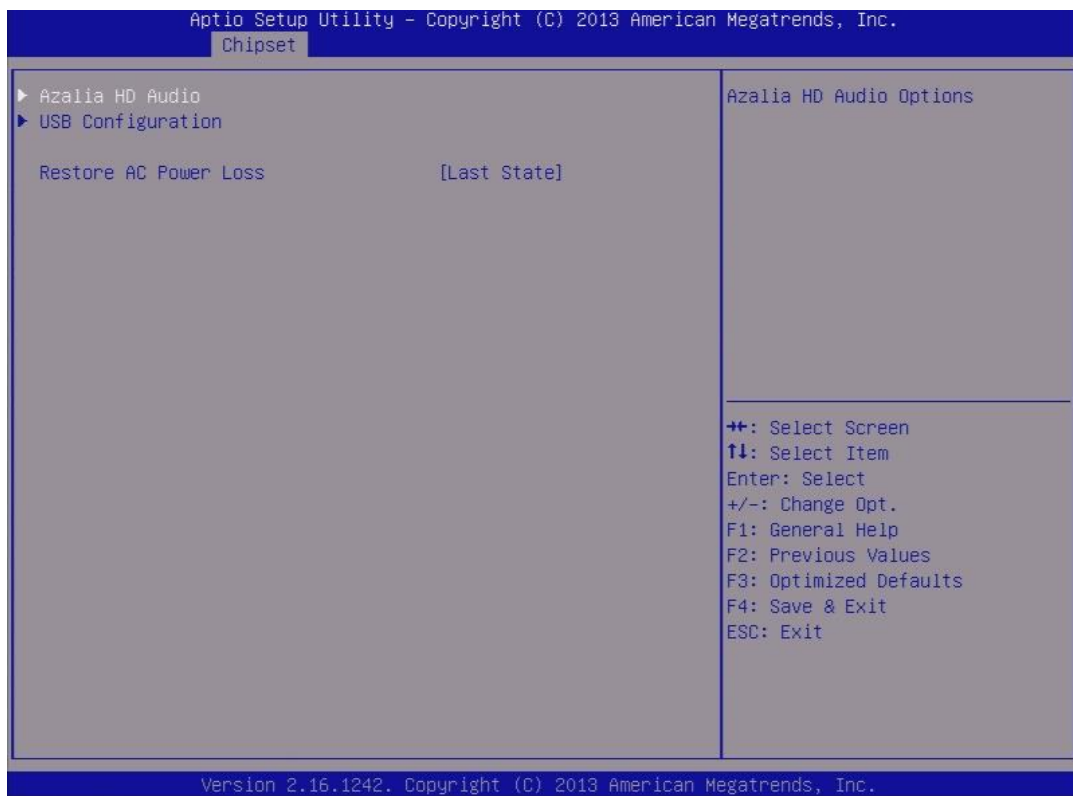 Aptio Setup Utility – Copyright (C) 2013 American Megatrends, Inc.
Chipset
▶ Azalia HD Audio
▶ USB Configuration
Restore AC Power Loss [Last State]
Azalia HD Audio Options
→←: Select Screen
↑↓: Select Item
Enter: Select
+/-: Change Opt.
F1: General Help
F2: Previous Values
F3: Optimized Defaults
F4: Save & Exit
ESC: Exit
Version 2.16.1242. Copyright (C) 2013 American Megatrends, Inc.